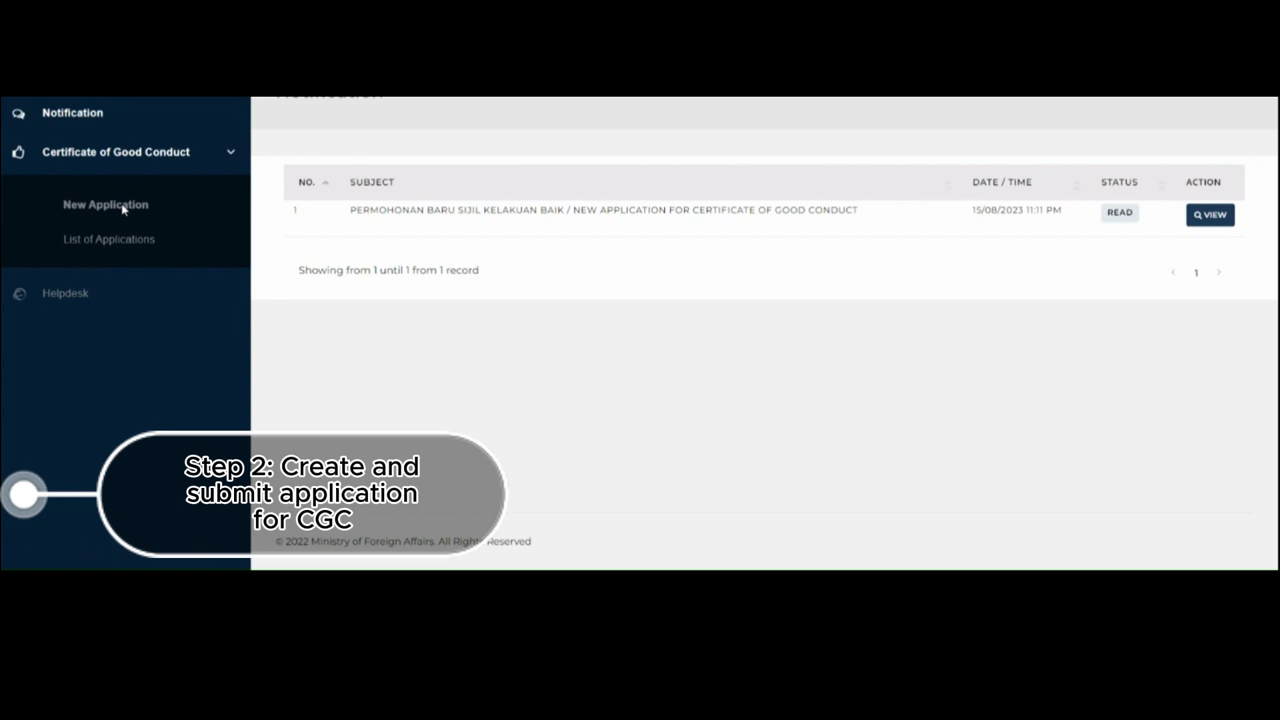 Notification
Certificate of Good Conduct
New Application
List of Applications
Helpdesk
NO. SUBJECT DATE / TIME STATUS ACTION
1 PERMOHONAN BARU SIJIL KELAKUAN BAIK / NEW APPLICATION FOR CERTIFICATE OF GOOD CONDUCT 15/08/2023 11:11 PM READ VIEW
Showing from 1 until 1 from 1 record
1
Step 2: Create and
submit application
for CGC
© 2022 Ministry of Foreign Affairs. All Rights Reserved